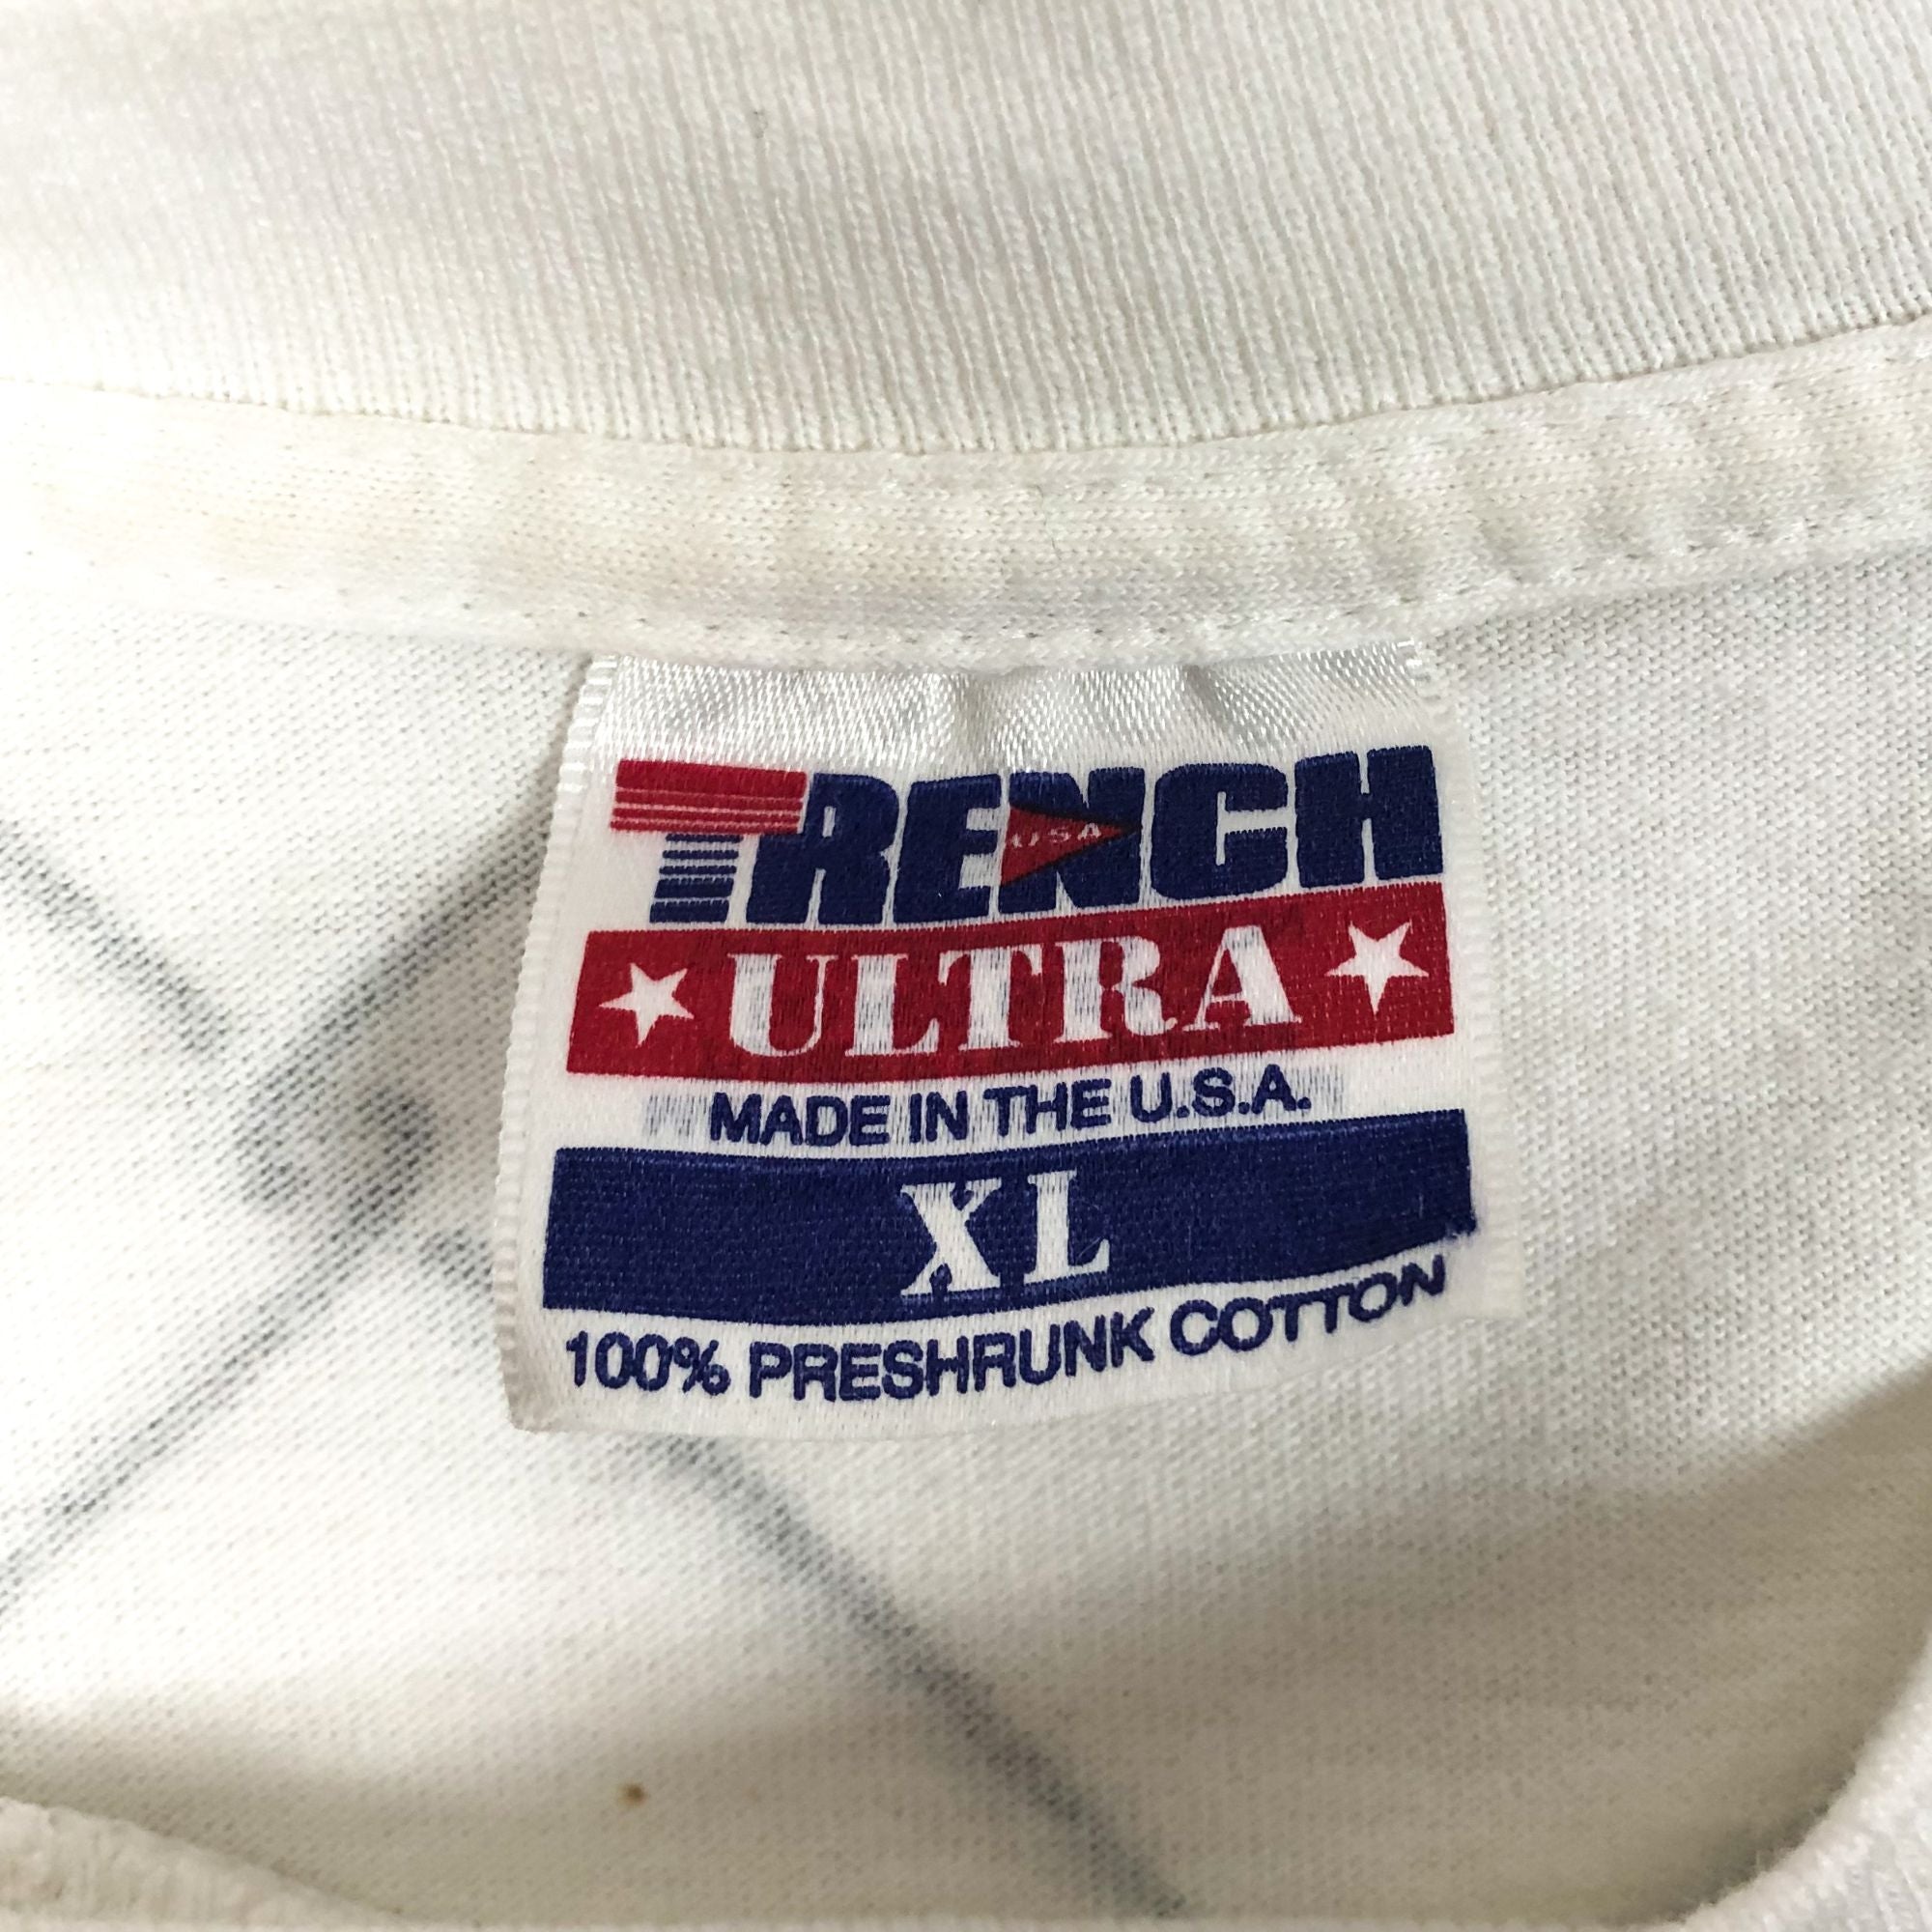 TRENCH
USA
ULTRA
MADE IN THE U.S.A.
XL
100% PRESHRUNK COTTON